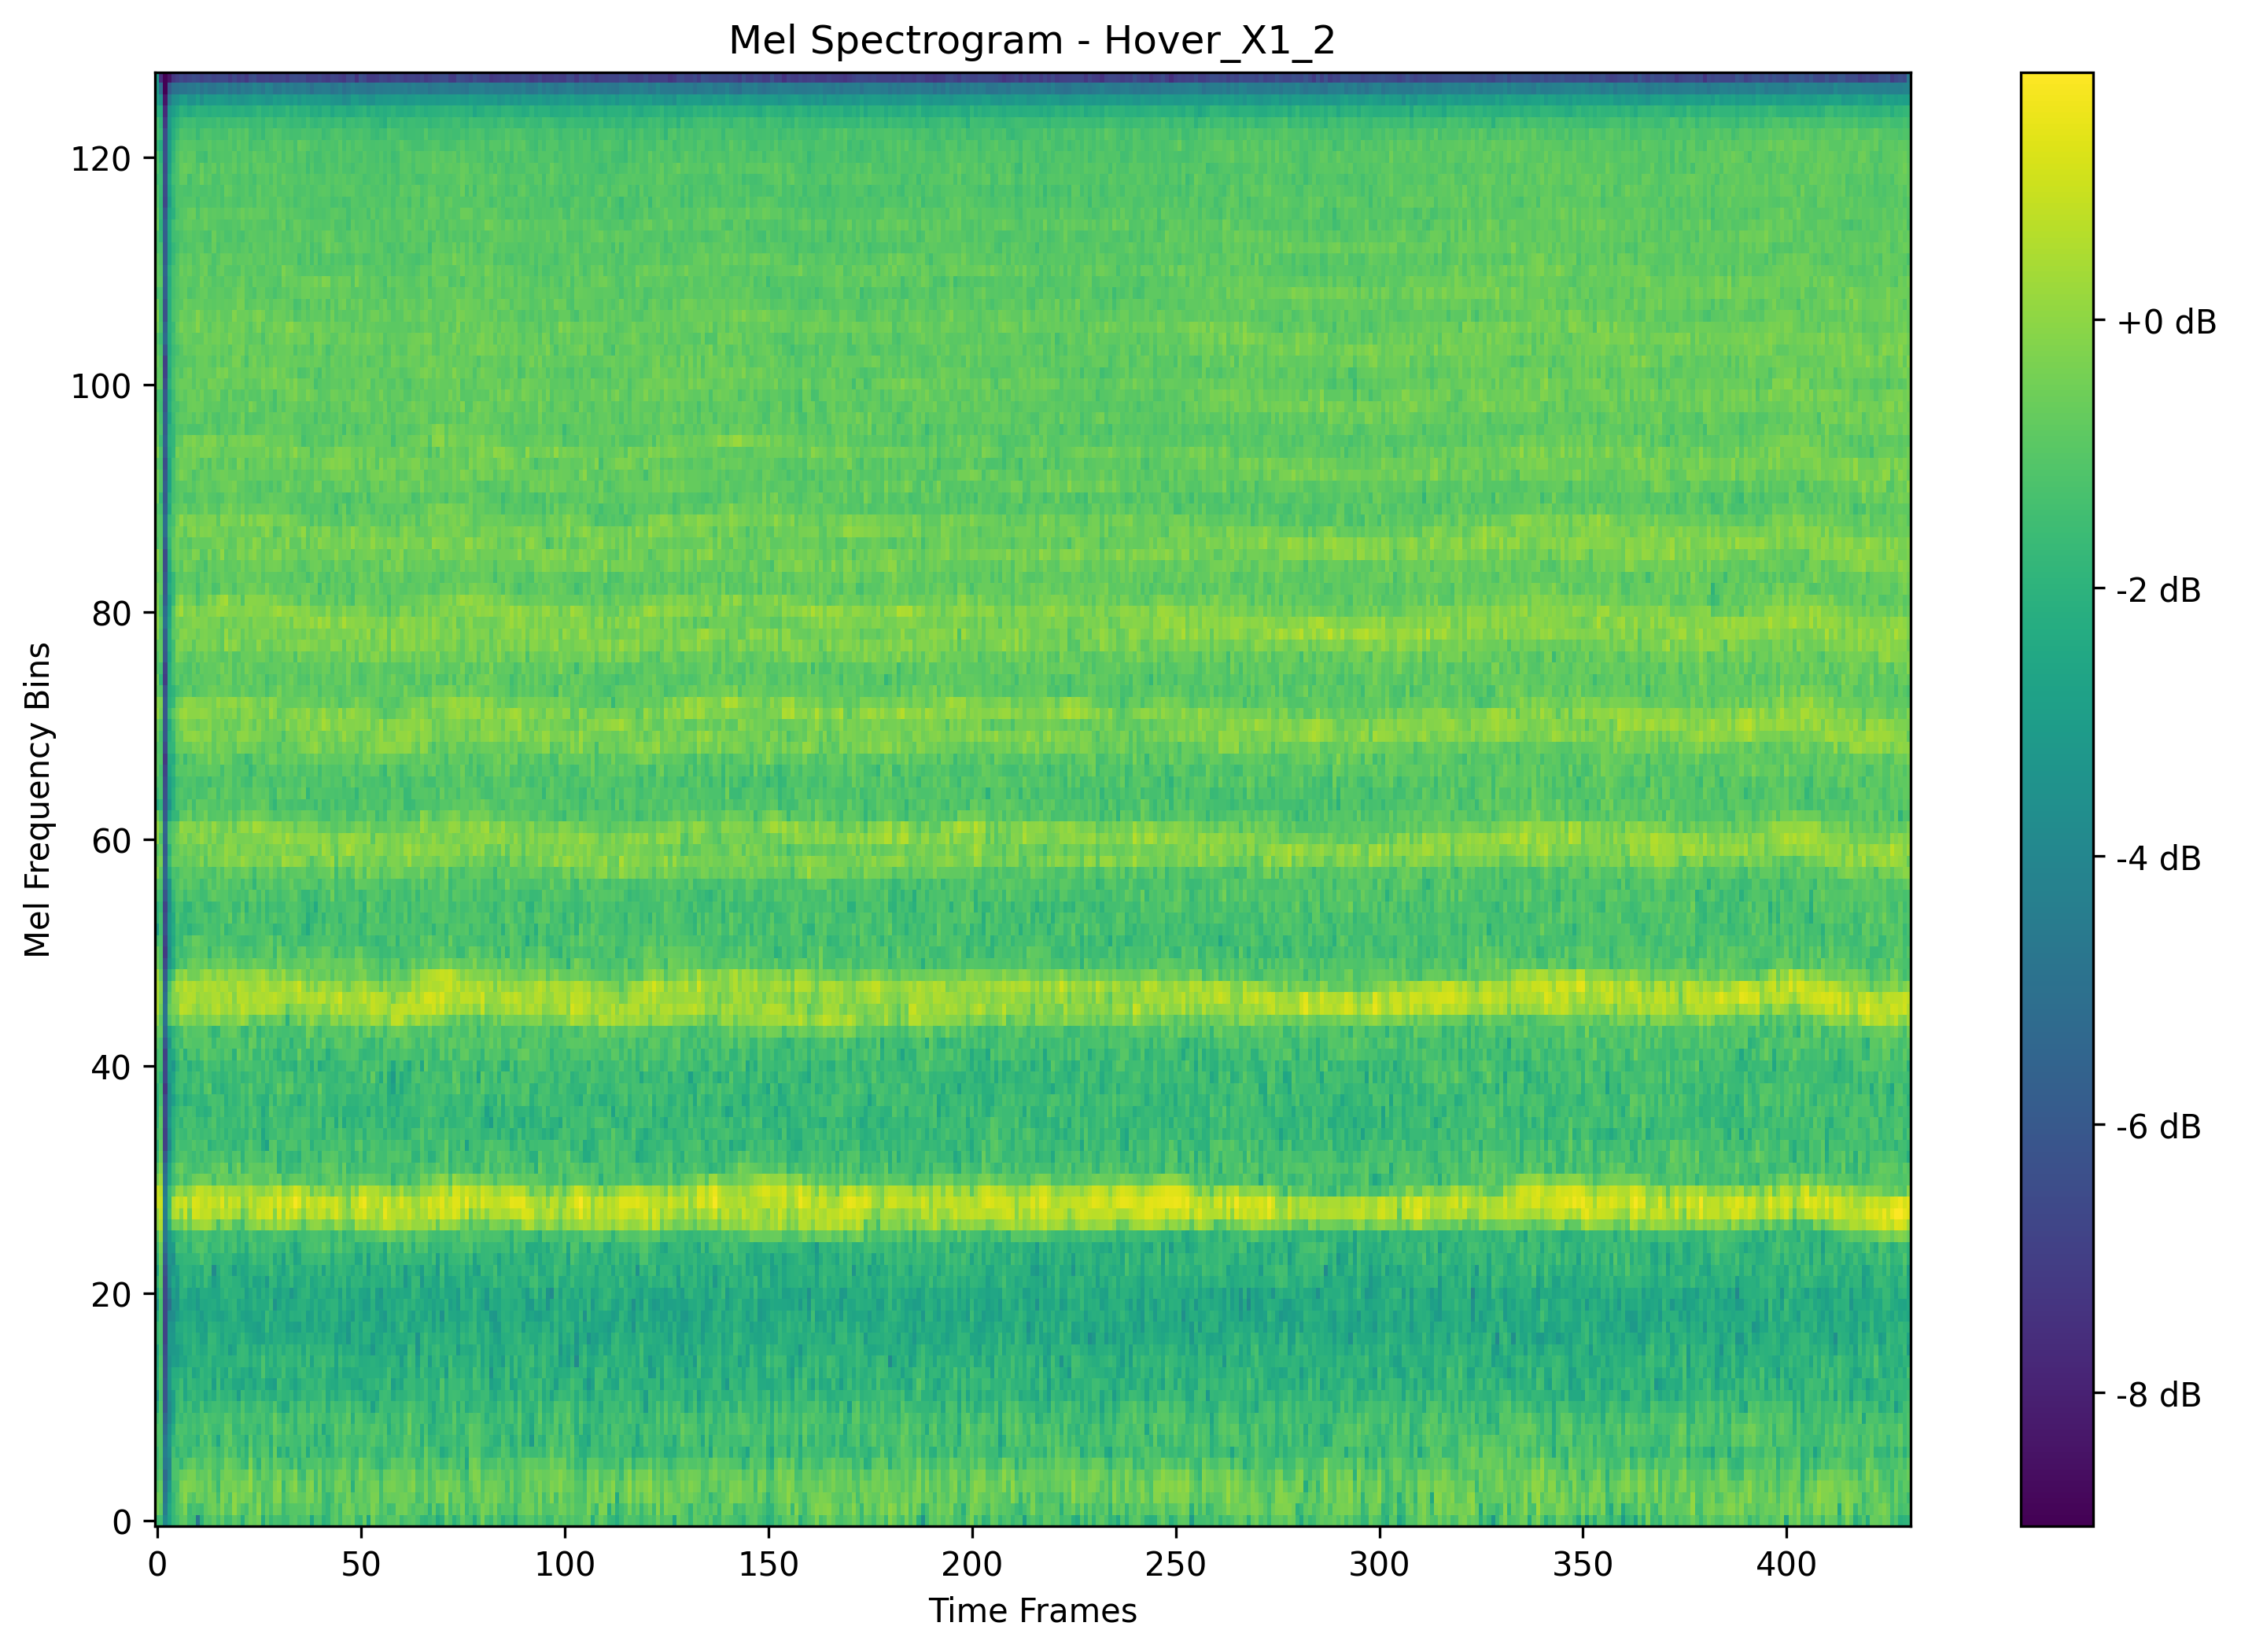 Mel Spectrogram - Hover_X1_2
Mel Frequency Bins
120
100
80
60
40
20
0
0 50 100 150 200 250 300 350 400
Time Frames
+0 dB
-2 dB
-4 dB
-6 dB
-8 dB